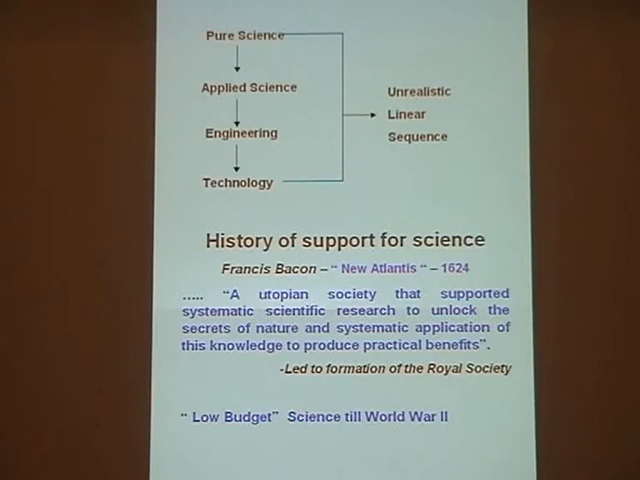 Pure Science
Applied Science
Engineering
Technology
Unrealistic
Linear
Sequence
History of support for science
Francis Bacon – “ New Atlantis “ – 1624
..... “A utopian society that supported
systematic scientific research to unlock the
secrets of nature and systematic application of
this knowledge to produce practical benefits”.
-Led to formation of the Royal Society
“ Low Budget” Science till World War II